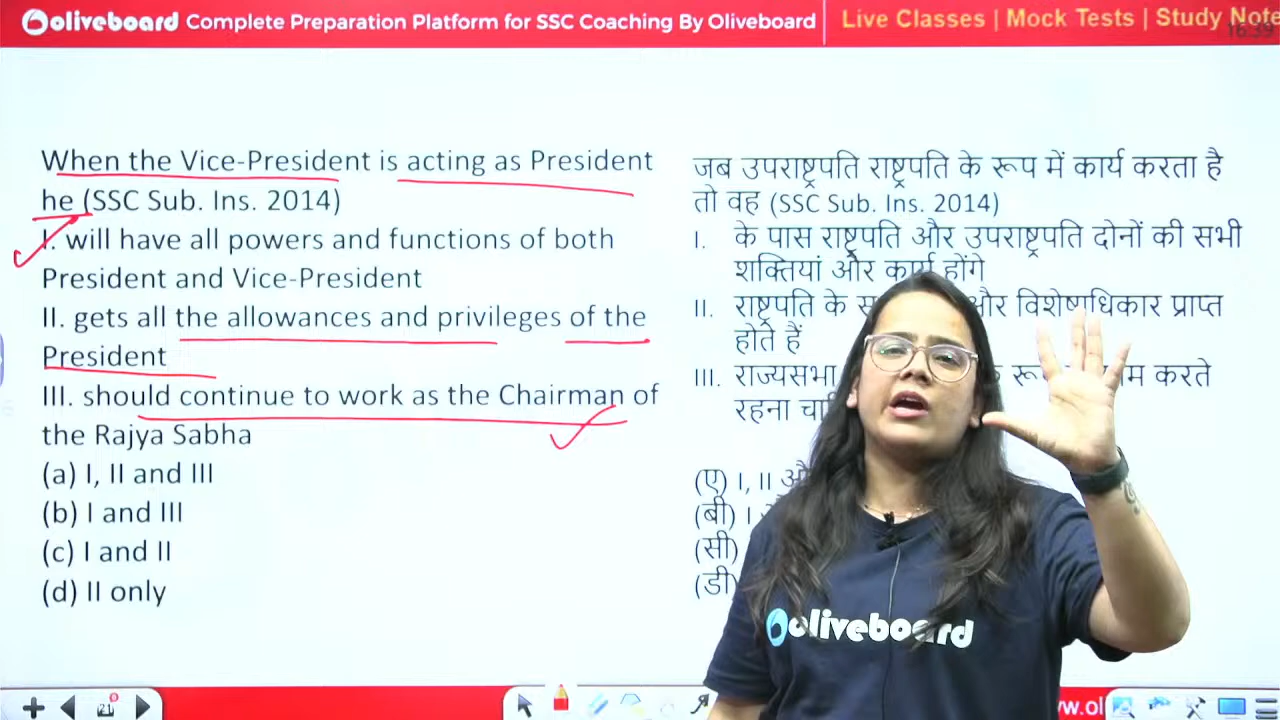 oliveboard Complete Preparation Platform for SSC Coaching By Oliveboard
Live Classes | Mock Tests | Study Note
16:39
When the Vice-President is acting as President
he (SSC Sub. Ins. 2014)
I. will have all powers and functions of both
President and Vice-President
II. gets all the allowances and privileges of the
President
III. should continue to work as the Chairman of
the Rajya Sabha
(a) I, II and III
(b) I and III
(c) I and II
(d) II only
जब उपराष्ट्रपति राष्ट्रपति के रूप में कार्य करता है
तो वह (SSC Sub. Ins. 2014)
I. के पास राष्ट्रपति और उपराष्ट्रपति दोनों की सभी
शक्तियां और कार्य होंगे
II. राष्ट्रपति के और विशेषाधिकार प्राप्त
होते हैं
III. राज्यसभा करते
रहना
(ए) I, II
(बी) I
(सी)
(डी)
oliveboard
21